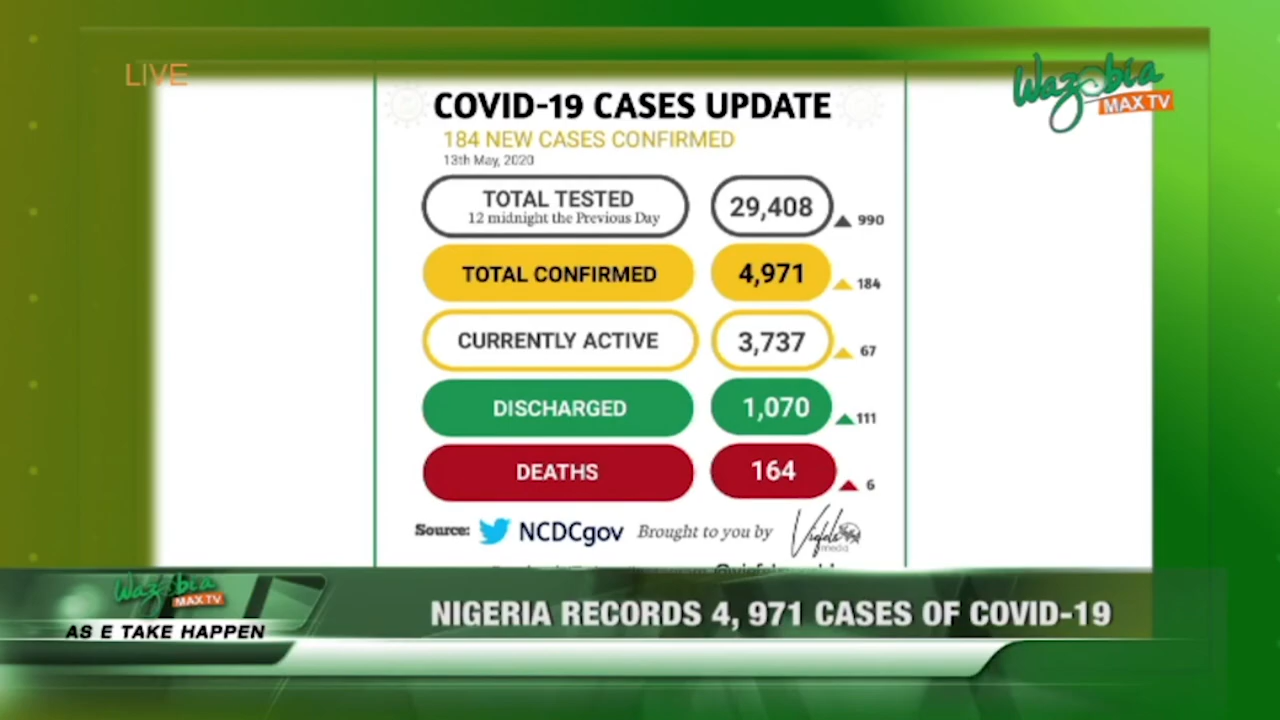 LIVE
Wazobia
MAX TV
COVID-19 CASES UPDATE
184 NEW CASES CONFIRMED
13th May, 2020
TOTAL TESTED
12 midnight the Previous Day
29,408
990
TOTAL CONFIRMED
4,971
184
CURRENTLY ACTIVE
3,737
67
DISCHARGED
1,070
111
DEATHS
164
6
Source: NCDCgov Brought to you by
media
Wazobia
MAX TV
AS E TAKE HAPPEN
NIGERIA RECORDS 4, 971 CASES OF COVID-19